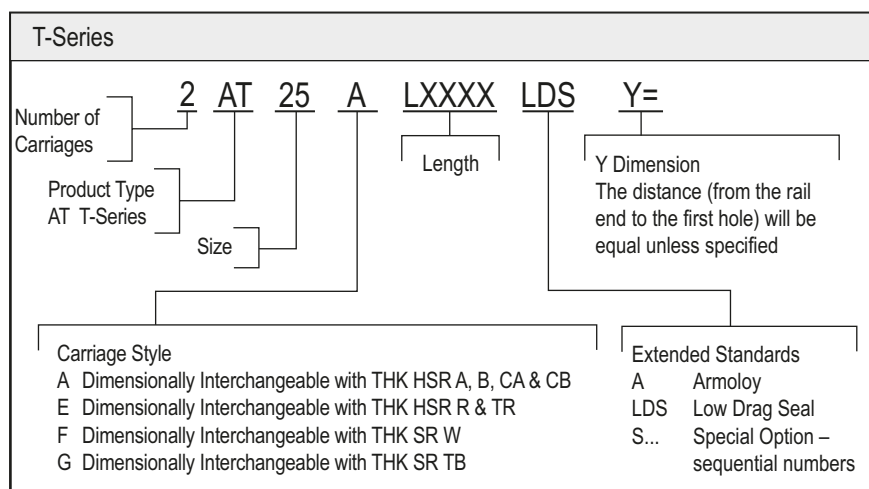 T-Series
2 AT 25 A LXXXX LDS Y=
Number of
Carriages
Product Type
AT T-Series
Size
Length
Y Dimension
The distance (from the rail
end to the first hole) will be
equal unless specified
Carriage Style
A Dimensionally Interchangeable with THK HSR A, B, CA & CB
E Dimensionally Interchangeable with THK HSR R & TR
F Dimensionally Interchangeable with THK SR W
G Dimensionally Interchangeable with THK SR TB
Extended Standards
A Armoloy
LDS Low Drag Seal
S... Special Option –
sequential numbers